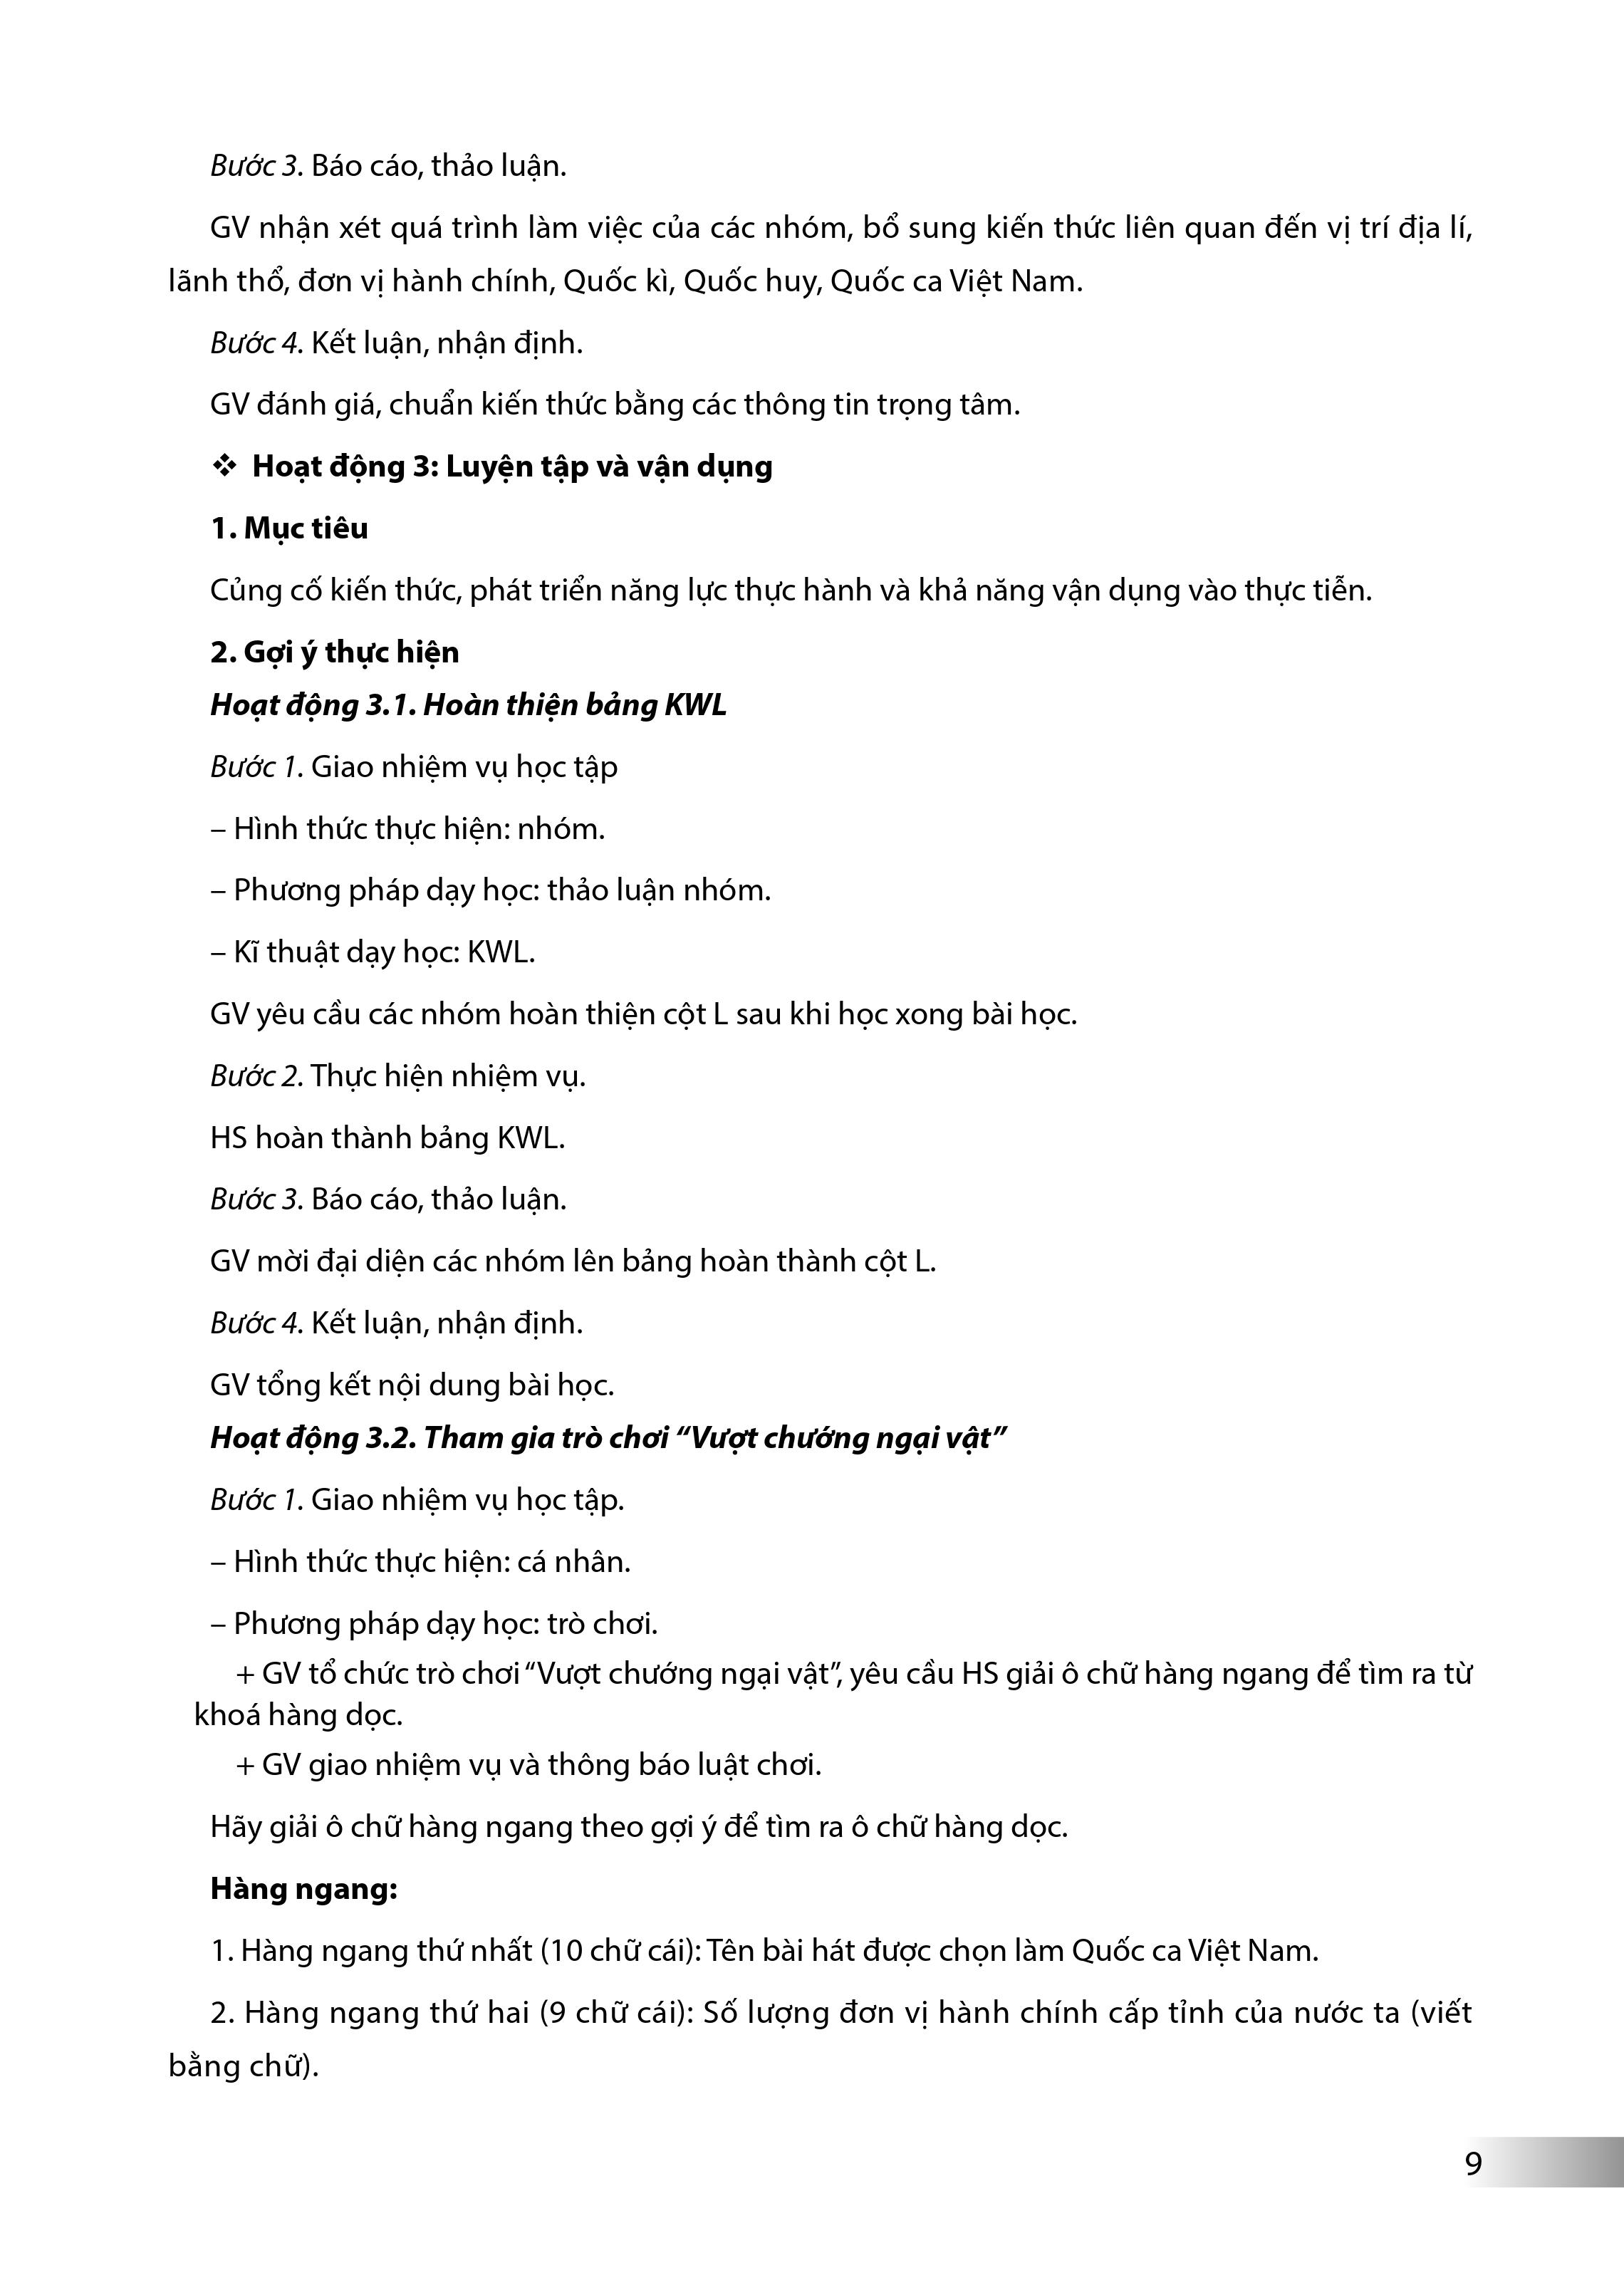 Bước 3. Báo cáo, thảo luận.
GV nhận xét quá trình làm việc của các nhóm, bổ sung kiến thức liên quan đến vị trí địa lí,
lãnh thổ, đơn vị hành chính, Quốc kì, Quốc huy, Quốc ca Việt Nam.
Bước 4. Kết luận, nhận định.
GV đánh giá, chuẩn kiến thức bằng các thông tin trọng tâm.
❖ Hoạt động 3: Luyện tập và vận dụng
1. Mục tiêu
Củng cố kiến thức, phát triển năng lực thực hành và khả năng vận dụng vào thực tiễn.
2. Gợi ý thực hiện
Hoạt động 3.1. Hoàn thiện bảng KWL
Bước 1. Giao nhiệm vụ học tập
– Hình thức thực hiện: nhóm.
– Phương pháp dạy học: thảo luận nhóm.
– Kĩ thuật dạy học: KWL.
GV yêu cầu các nhóm hoàn thiện cột L sau khi học xong bài học.
Bước 2. Thực hiện nhiệm vụ.
HS hoàn thành bảng KWL.
Bước 3. Báo cáo, thảo luận.
GV mời đại diện các nhóm lên bảng hoàn thành cột L.
Bước 4. Kết luận, nhận định.
GV tổng kết nội dung bài học.
Hoạt động 3.2. Tham gia trò chơi “Vượt chướng ngại vật”
Bước 1. Giao nhiệm vụ học tập.
– Hình thức thực hiện: cá nhân.
– Phương pháp dạy học: trò chơi.
+ GV tổ chức trò chơi “Vượt chướng ngại vật”, yêu cầu HS giải ô chữ hàng ngang để tìm ra từ
khoá hàng dọc.
+ GV giao nhiệm vụ và thông báo luật chơi.
Hãy giải ô chữ hàng ngang theo gợi ý để tìm ra ô chữ hàng dọc.
Hàng ngang:
1. Hàng ngang thứ nhất (10 chữ cái): Tên bài hát được chọn làm Quốc ca Việt Nam.
2. Hàng ngang thứ hai (9 chữ cái): Số lượng đơn vị hành chính cấp tỉnh của nước ta (viết
bằng chữ).
9